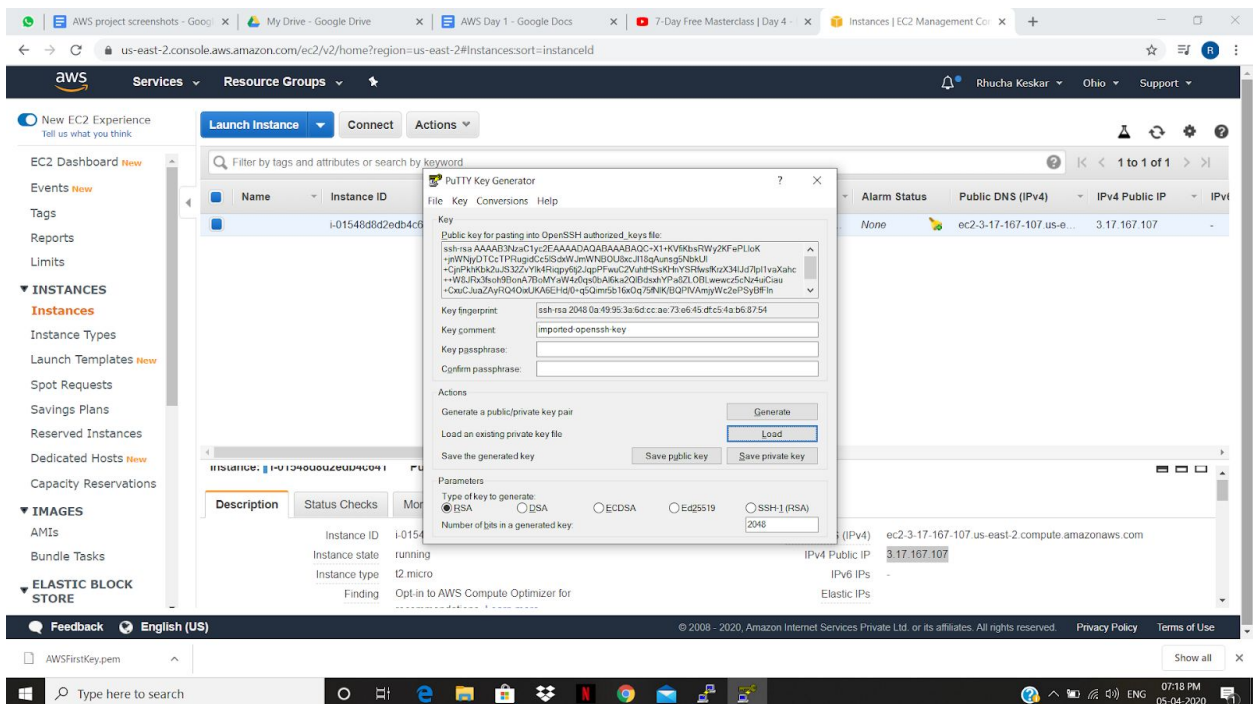 AWS project screenshots - Goog
My Drive - Google Drive
AWS Day 1 - Google Docs
7-Day Free Masterclass | Day 4 -
Instances | EC2 Management Con
us-east-2.console.aws.amazon.com/ec2/v2/home?region=us-east-2#Instances:sort=instanceId
R
aws Services Resource Groups Rhucha Keskar Ohio Support
New EC2 Experience
Tell us what you think
Launch Instance Connect Actions
EC2 Dashboard New
Events New
Tags
Reports
Limits
INSTANCES
Instances
Instance Types
Launch Templates New
Spot Requests
Savings Plans
Reserved Instances
Dedicated Hosts New
Capacity Reservations
IMAGES
AMIs
Bundle Tasks
ELASTIC BLOCK
STORE
Filter by tags and attributes or search by keyword
1 to 1 of 1
Name Instance ID Alarm Status Public DNS (IPv4) IPv4 Public IP IPv6
i-01548d8d2edb4c6 None ec2-3-17-167-107.us-e... 3.17.167.107 -
PuTTY Key Generator
File Key Conversions Help
Key
Public key for pasting into OpenSSH authorized_keys file:
ssh-rsa
Key fingerprint:
ssh-rsa 2048 0a:49:95:3a:6d:cc:ae:73:e6:45:df:c5:4a:b6:87:54
Key comment:
imported-openssh-key
Key passphrase:
Confirm passphrase:
Actions
Generate a public/private key pair
Generate
Load an existing private key file
Load
Save the generated key
Save public key
Save private key
Parameters
Type of key to generate:
RSA DSA ECDSA Ed25519 SSH-1 (RSA)
Number of bits in a generated key:
2048
Instance: i-01548d8d2edb4c641 Pu
Description Status Checks Mor
Instance ID i-0154
Instance state running
Instance type t2.micro
Finding Opt-in to AWS Compute Optimizer for
(IPv4) ec2-3-17-167-107.us-east-2.compute.amazonaws.com
IPv4 Public IP 3.17.167.107
IPv6 IPs -
Elastic IPs
Feedback English (US)
© 2008 - 2020, Amazon Internet Services Private Ltd. or its affiliates. All rights reserved. Privacy Policy Terms of Use
AWSFirstKey.pem
Show all
Type here to search
ENG
07:18 PM
05-04-2020